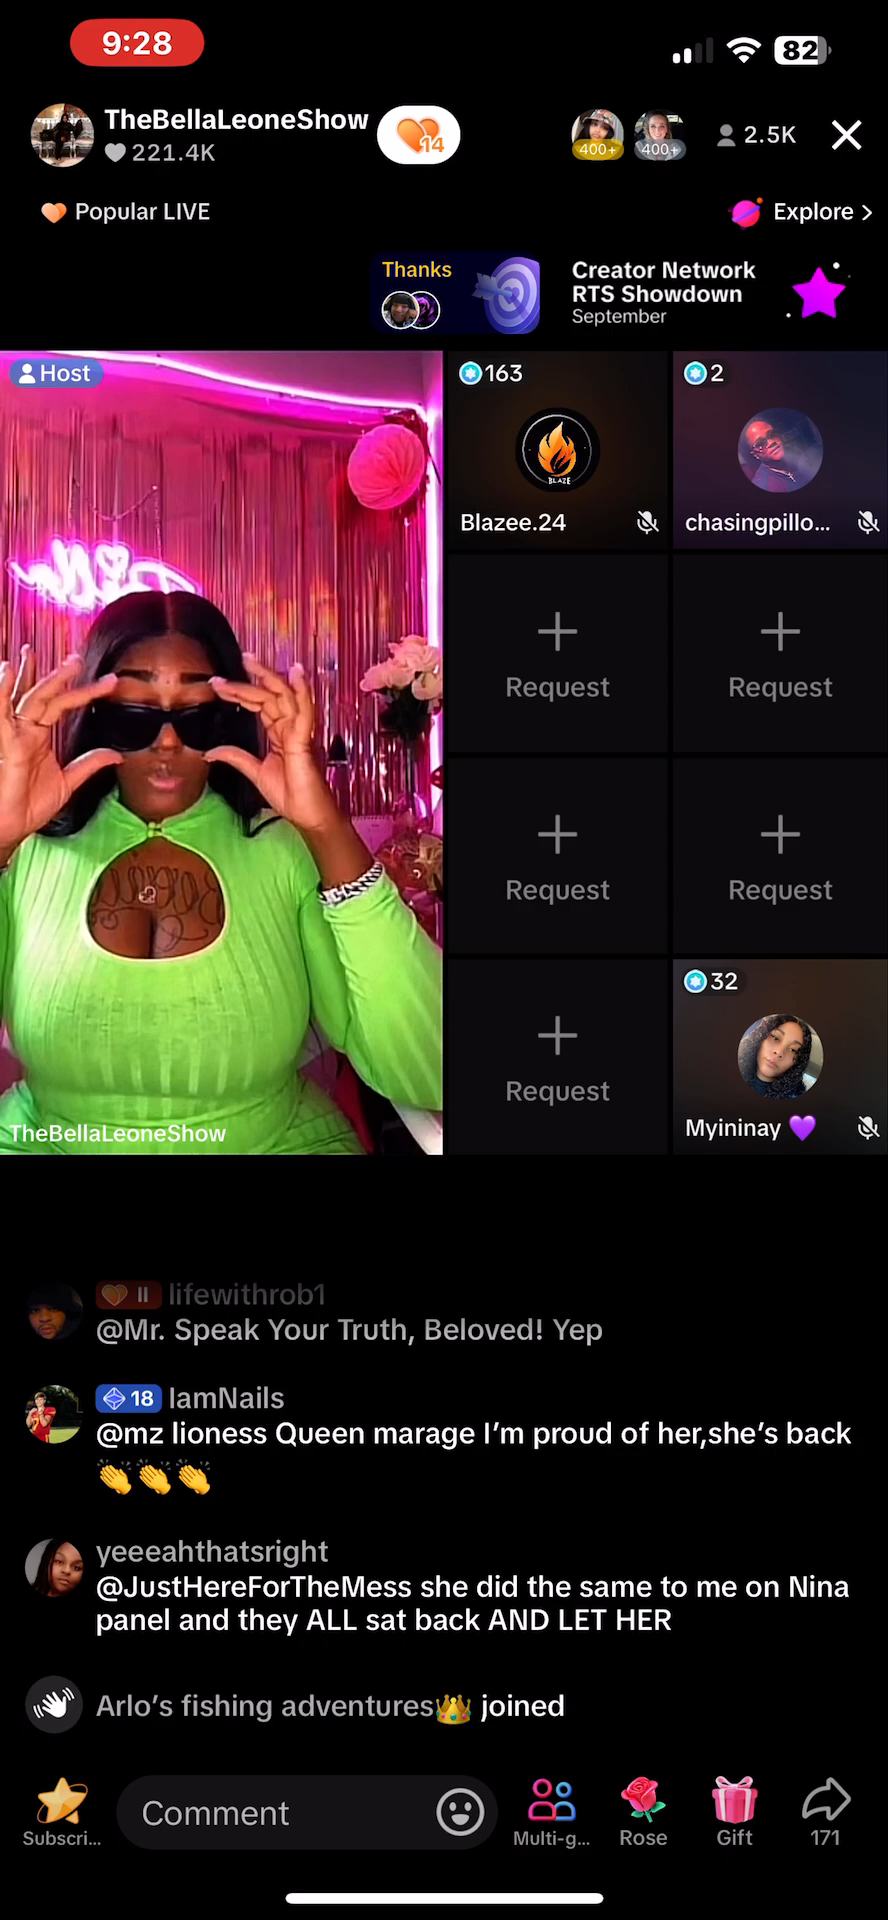 9:28
82
TheBellaLeoneShow
221.4K
14
400+
400+
2.5K
Popular LIVE
Explore >
Thanks
Creator Network
RTS Showdown
September
Host
163
2
BLAZE
Blazee.24
chasingpillo...
Request
Request
Request
Request
Request
32
Myininay 💜
TheBellaLeoneShow
II lifewithrob1
@Mr. Speak Your Truth, Beloved! Yep
18 IamNails
@mz lioness Queen marage I’m proud of her,she’s back
👏👏👏
yeeeahthatsright
@JustHereForTheMess she did the same to me on Nina
panel and they ALL sat back AND LET HER
Arlo’s fishing adventures👑 joined
Comment
Subscri...
Multi-g...
Rose
Gift
171